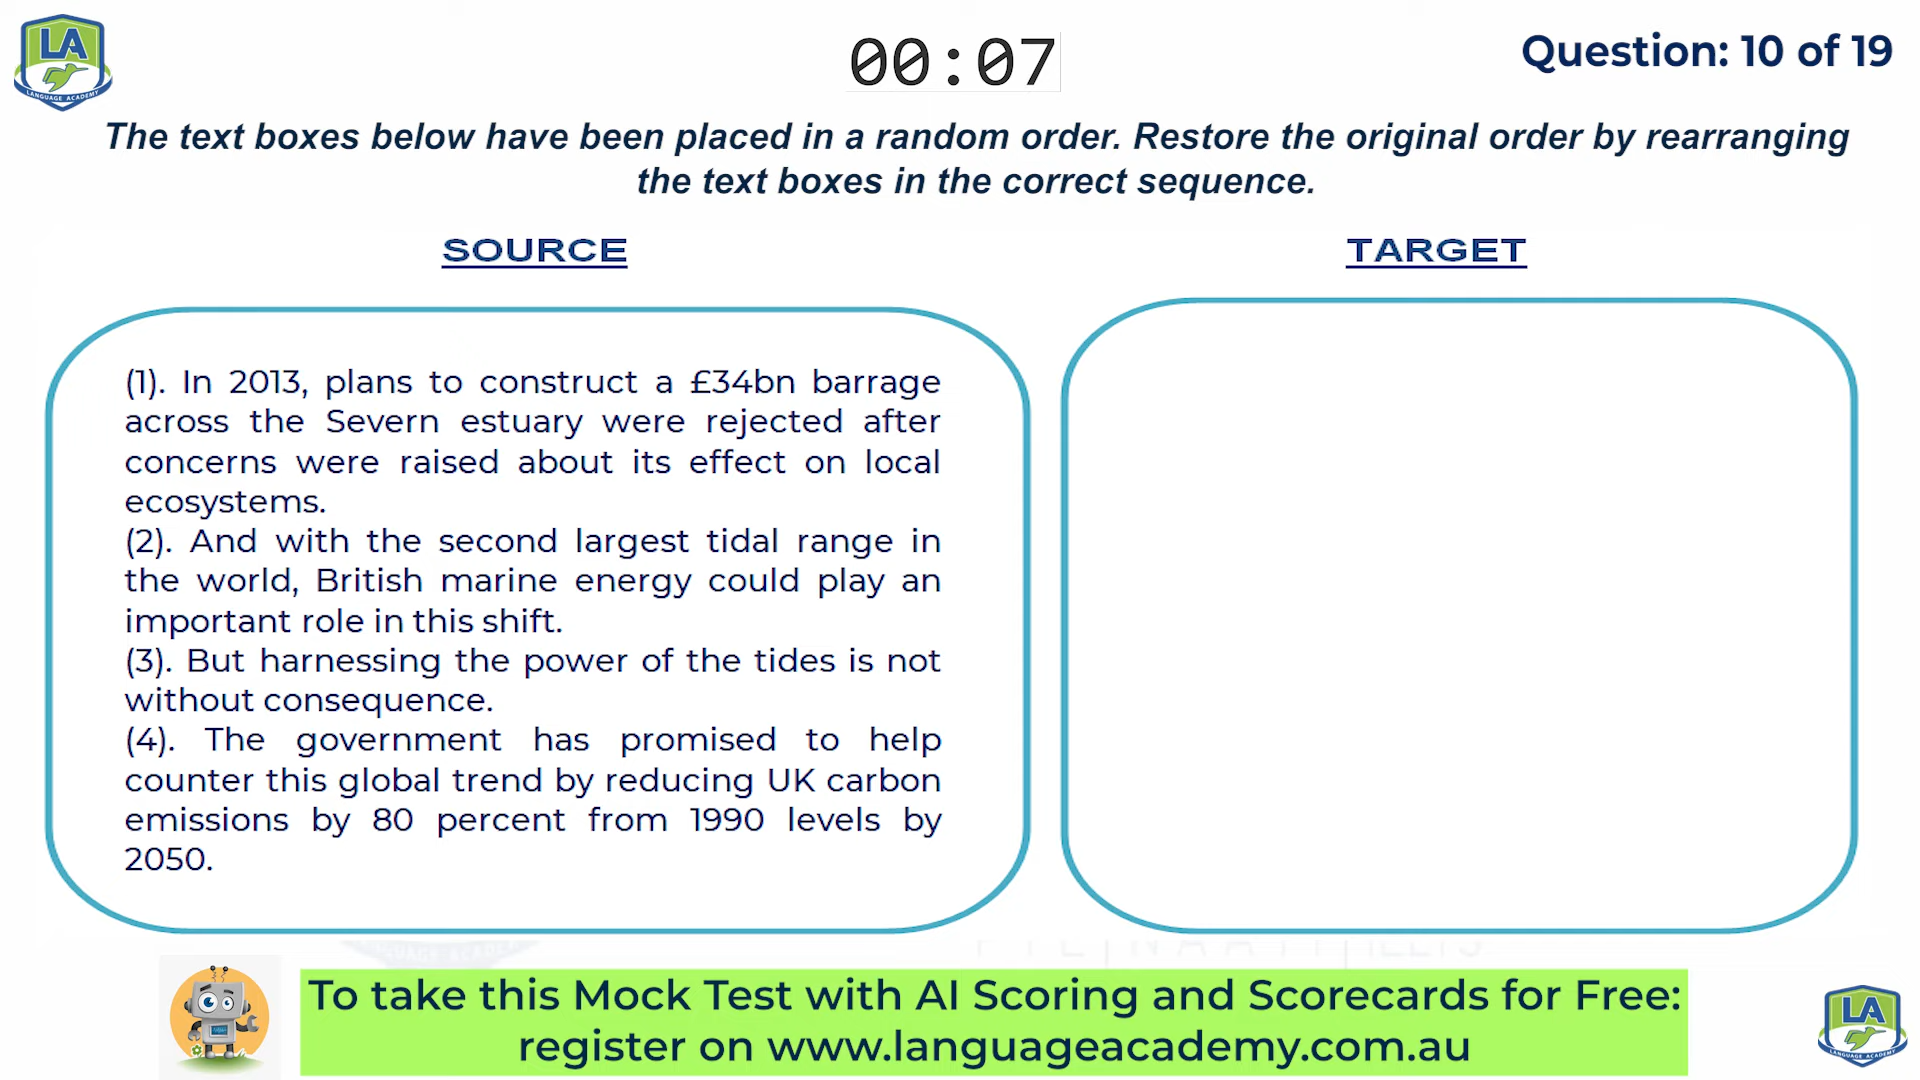 LA
LANGUAGE ACADEMY
00:07
Question: 10 of 19
The text boxes below have been placed in a random order. Restore the original order by rearranging
the text boxes in the correct sequence.
SOURCE
TARGET
(1). In 2013, plans to construct a £34bn barrage
across the Severn estuary were rejected after
concerns were raised about its effect on local
ecosystems.
(2). And with the second largest tidal range in
the world, British marine energy could play an
important role in this shift.
(3). But harnessing the power of the tides is not
without consequence.
(4). The government has promised to help
counter this global trend by reducing UK carbon
emissions by 80 percent from 1990 levels by
2050.
To take this Mock Test with AI Scoring and Scorecards for Free:
register on www.languageacademy.com.au
LA
LANGUAGE ACADEMY